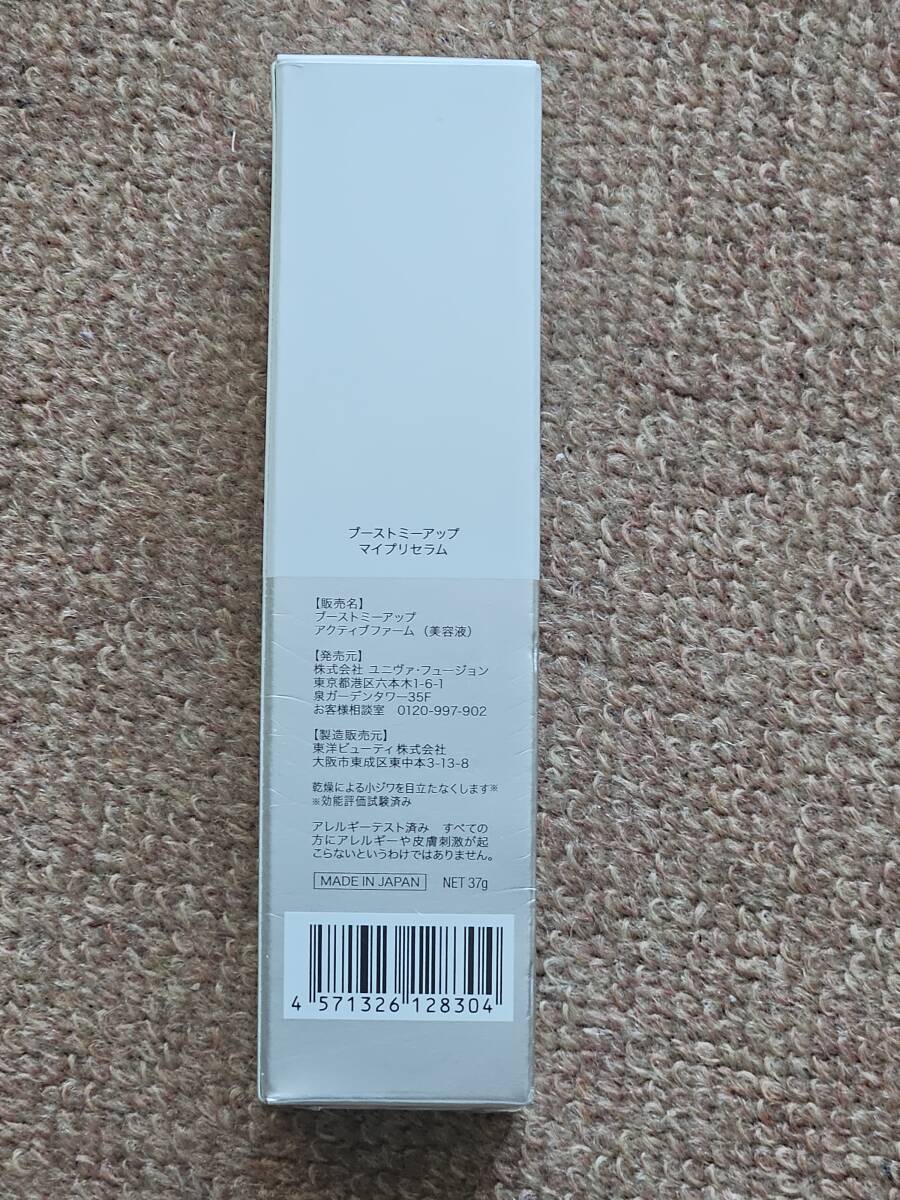 ブーストミーアップ
マイプリセラム
【販売名】
ブーストミーアップ
アクティブファーム（美容液）
【発売元】
株式会社 ユニヴァ・フュージョン
東京都港区六本木1-6-1
泉ガーデンタワー35F
お客様相談室 0120-997-902
【製造販売元】
東洋ビューティ株式会社
大阪市東成区東中本3-13-8
乾燥による小ジワを目立たなくします※
※効能評価試験済み
アレルギーテスト済み すべての
方にアレルギーや皮膚刺激が起
こらないというわけではありません。
MADE IN JAPAN NET 37g
4 571326 128304